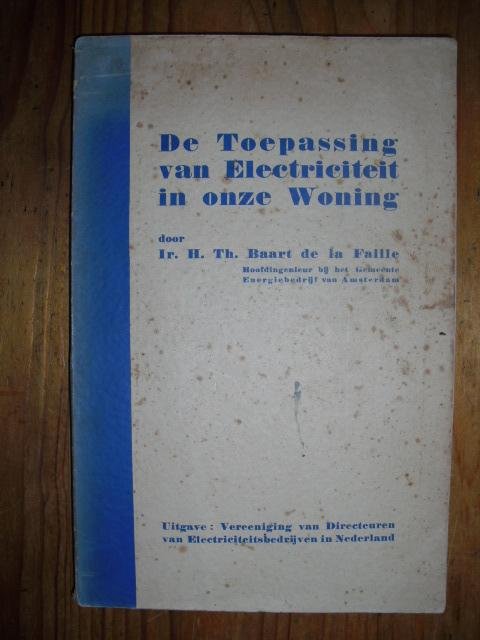 De Toepassing
van Electriciteit
in onze Woning
door
Ir. H. Th. Baart de la Faille
Hoofdingenieur bij het Gemeente
Energiebedrijf van Amsterdam
Uitgave: Vereeniging van Directeuren
van Electriciteitsbedrijven in Nederland